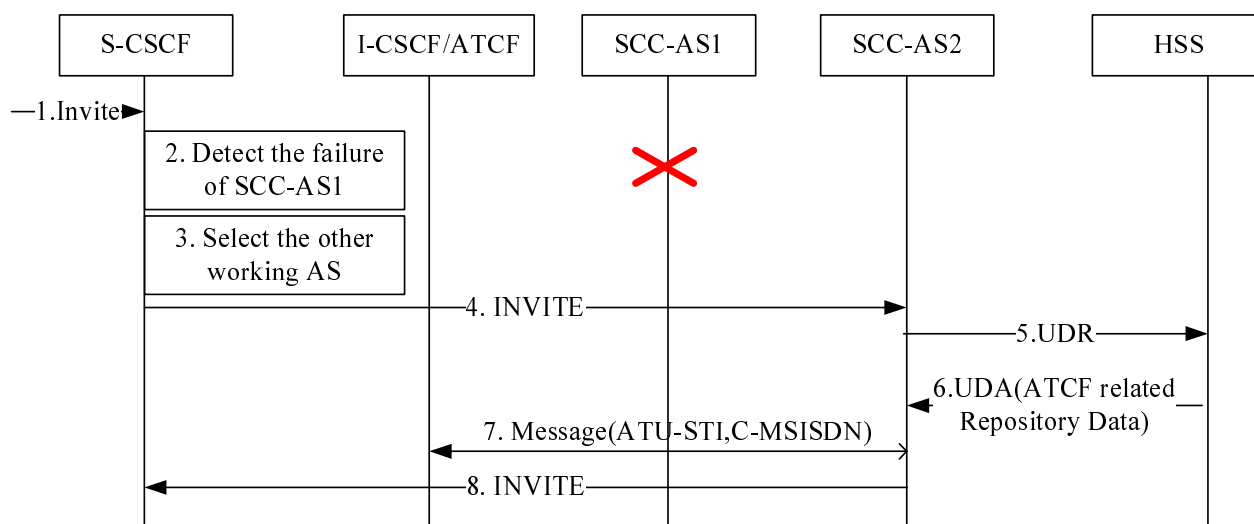 S-CSCF
I-CSCF/ATCF
SCC-AS1
SCC-AS2
HSS
1.Invite
2. Detect the failure
of SCC-AS1
3. Select the other
working AS
4. INVITE
5.UDR
6.UDA(ATCF related
Repository Data)
7. Message(ATU-STI,C-MSISDN)
8. INVITE